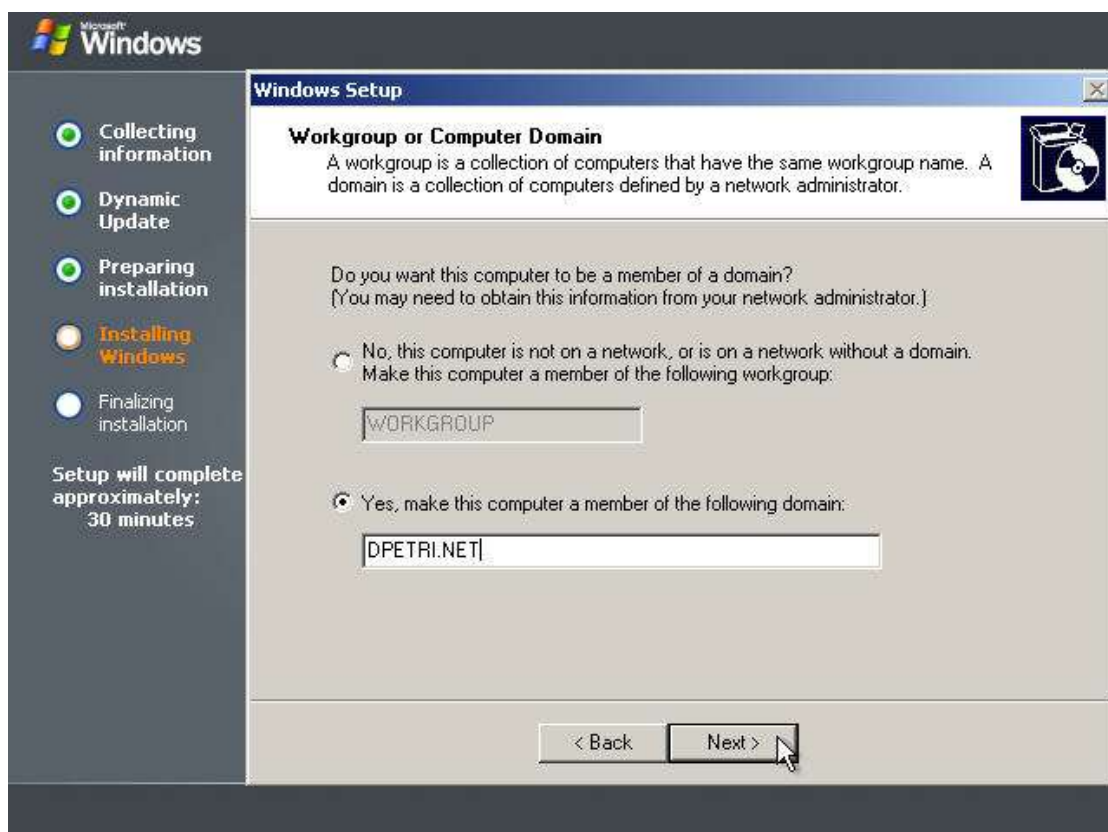 Microsoft
Windows
Collecting
information
Dynamic
Update
Preparing
installation
Installing
Windows
Finalizing
installation
Setup will complete
approximately:
30 minutes
Windows Setup
Workgroup or Computer Domain
A workgroup is a collection of computers that have the same workgroup name. A
domain is a collection of computers defined by a network administrator.
Do you want this computer to be a member of a domain?
(You may need to obtain this information from your network administrator.)
No, this computer is not on a network, or is on a network without a domain.
Make this computer a member of the following workgroup:
WORKGROUP
Yes, make this computer a member of the following domain:
DPETRI.NET
< Back
Next >